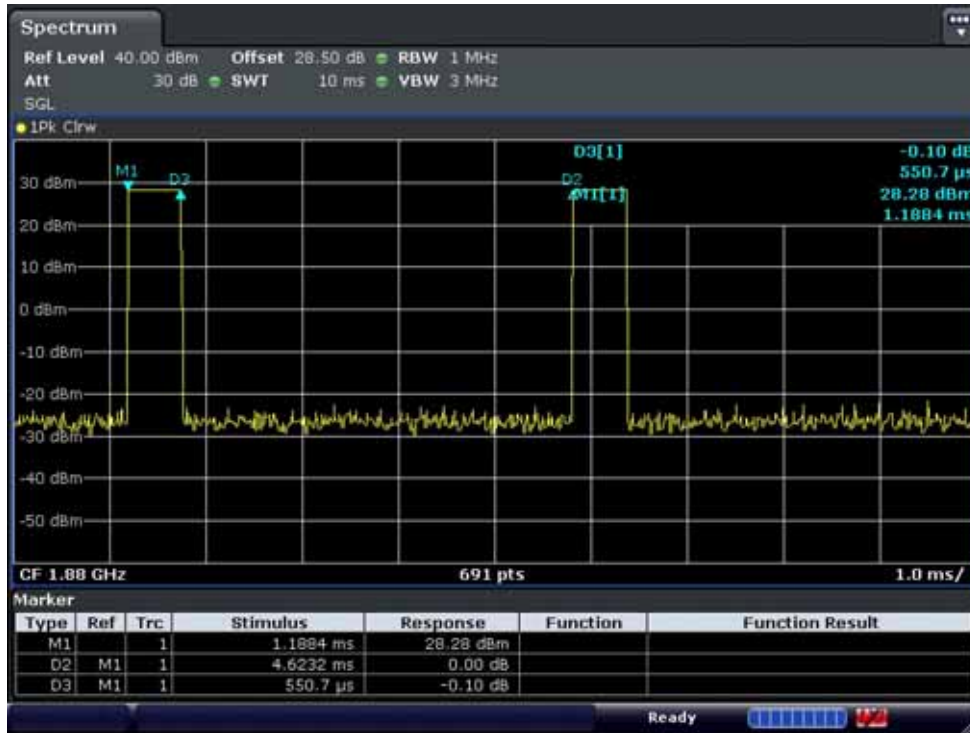 Spectrum
Ref Level 40.00 dBm Offset 28.50 dB RBW 1 MHz
Att 30 dB SWT 10 ms VBW 3 MHz
SGL
1Pk Clrw
D3[1] -0.10 dB
550.7 µs
M1[1] 28.28 dBm
1.1884 ms
M1 D3 D2
30 dBm
20 dBm
10 dBm
0 dBm
-10 dBm
-20 dBm
-30 dBm
-40 dBm
-50 dBm
CF 1.88 GHz 691 pts 1.0 ms/
Marker
Type Ref Trc Stimulus Response Function Function Result
M1 1 1.1884 ms 28.28 dBm
D2 M1 1 4.6232 ms 0.00 dB
D3 M1 1 550.7 µs -0.10 dB
Ready